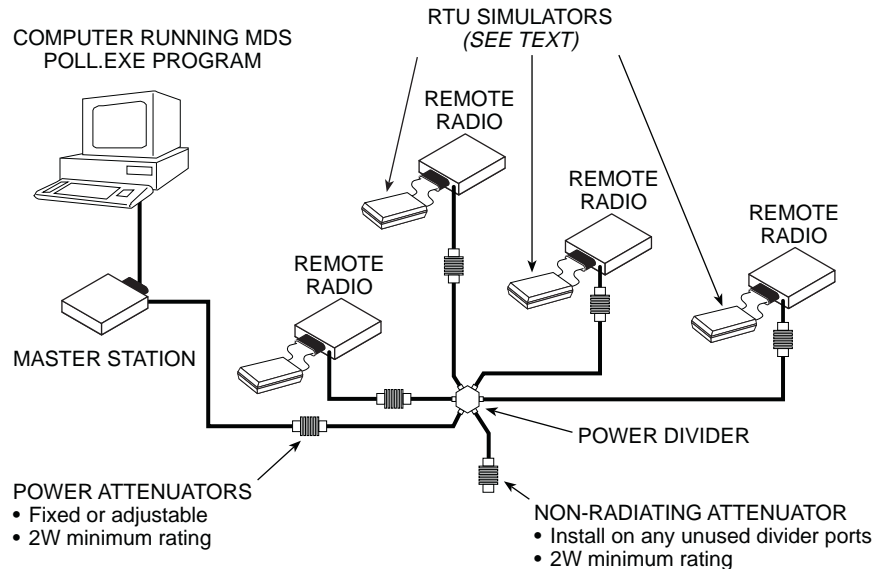 COMPUTER RUNNING MDS
POLL.EXE PROGRAM
RTU SIMULATORS
(SEE TEXT)
REMOTE
RADIO
REMOTE
RADIO
REMOTE
RADIO
REMOTE
RADIO
MASTER STATION
POWER DIVIDER
POWER ATTENUATORS
• Fixed or adjustable
• 2W minimum rating
NON-RADIATING ATTENUATOR
• Install on any unused divider ports
• 2W minimum rating